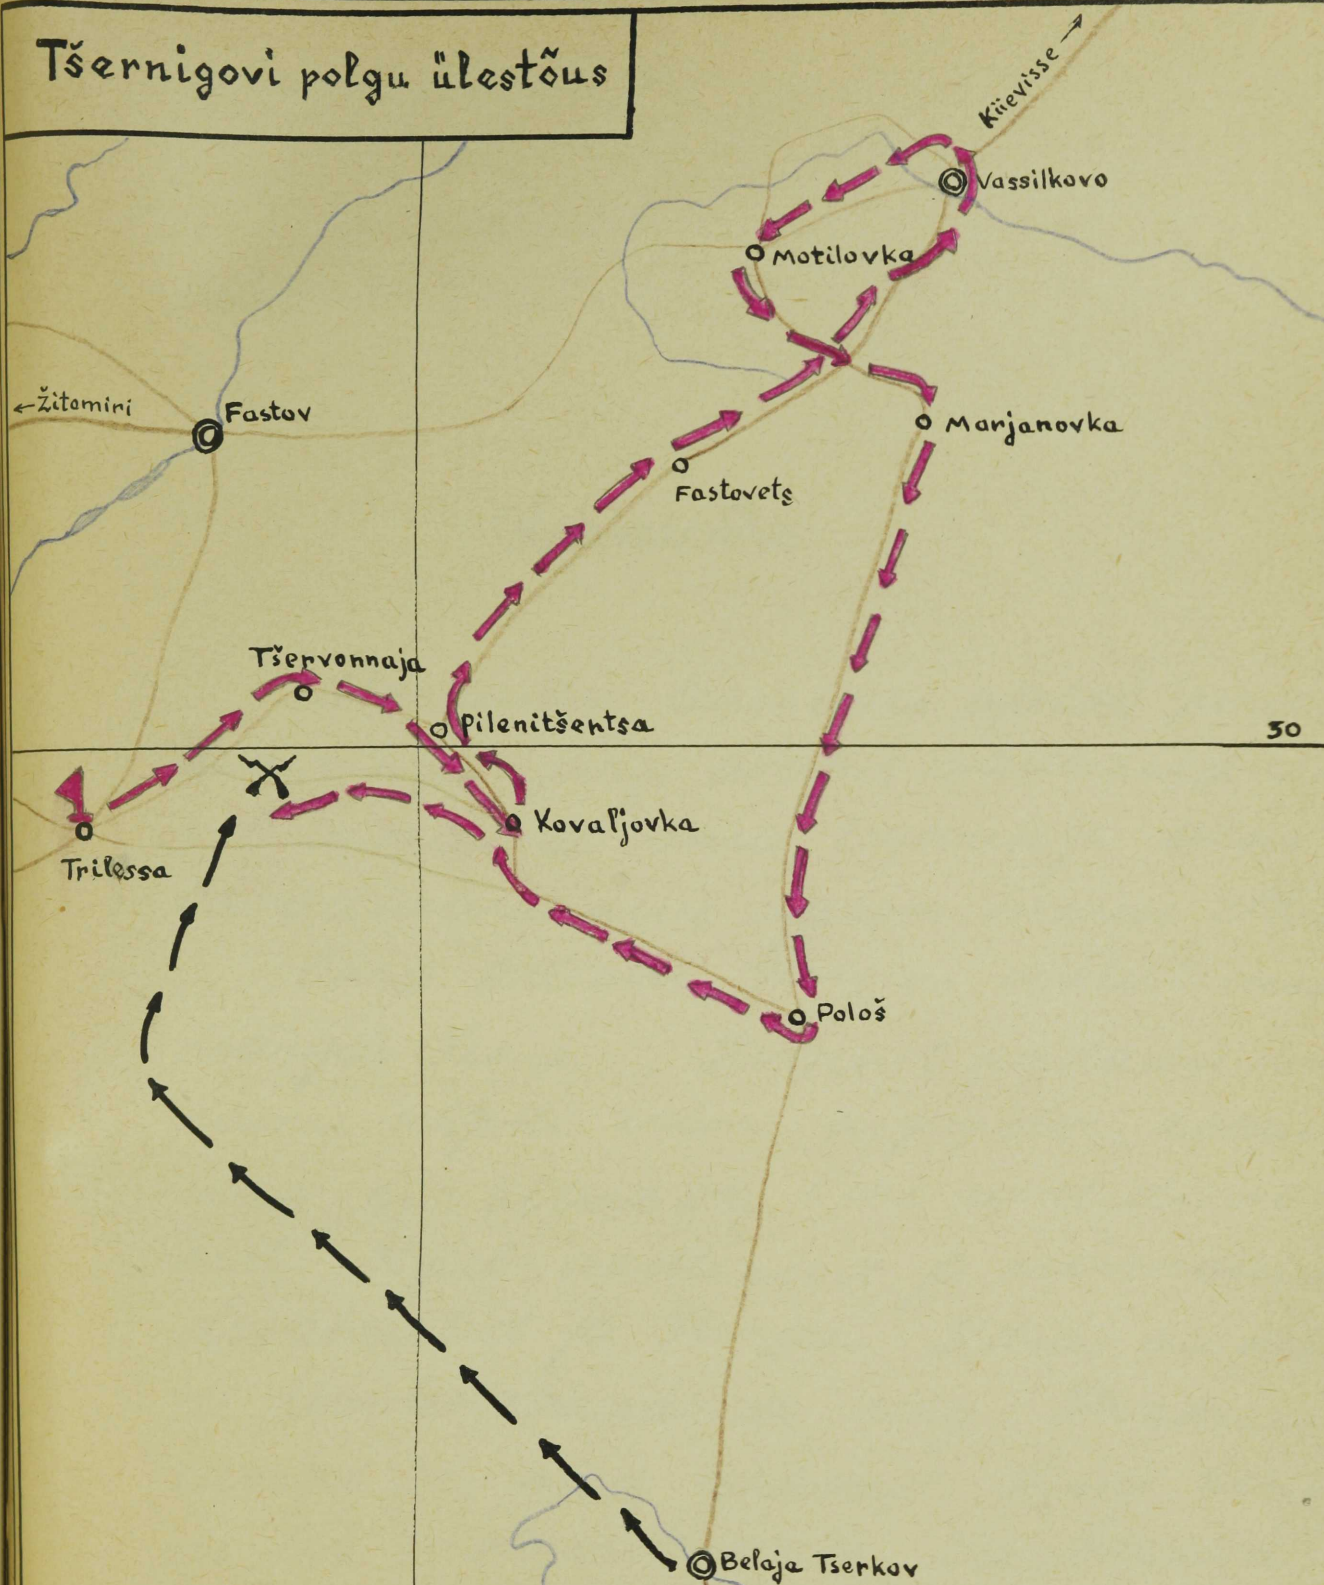 Tšernigovi polgu ülestõus
Kiievisse
Vassilkovo
Motilovka
Žitomiri
Fastov
Marjanovka
Fastovets
Tšervonnaja
Pilenitšentsa
50
Kovaljovka
Trilessa
Pološ
Belaja Tserkov